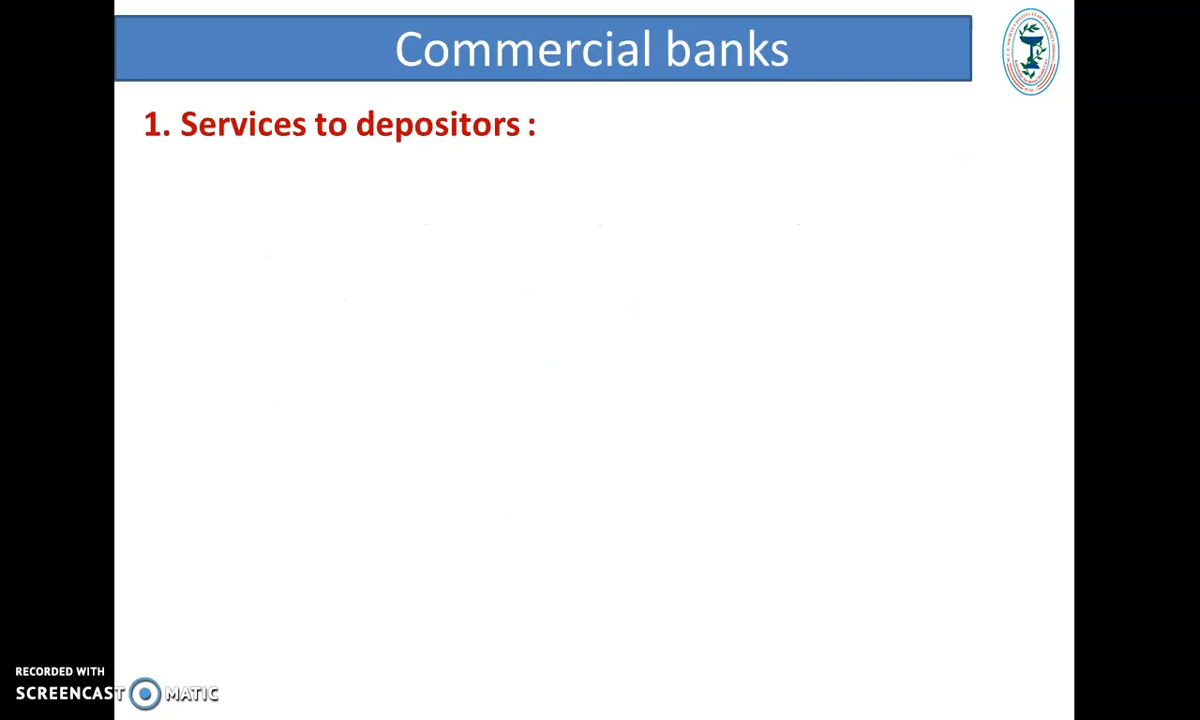 Commercial banks
1. Services to depositors :
RECORDED WITH
SCREENCAST MATIC